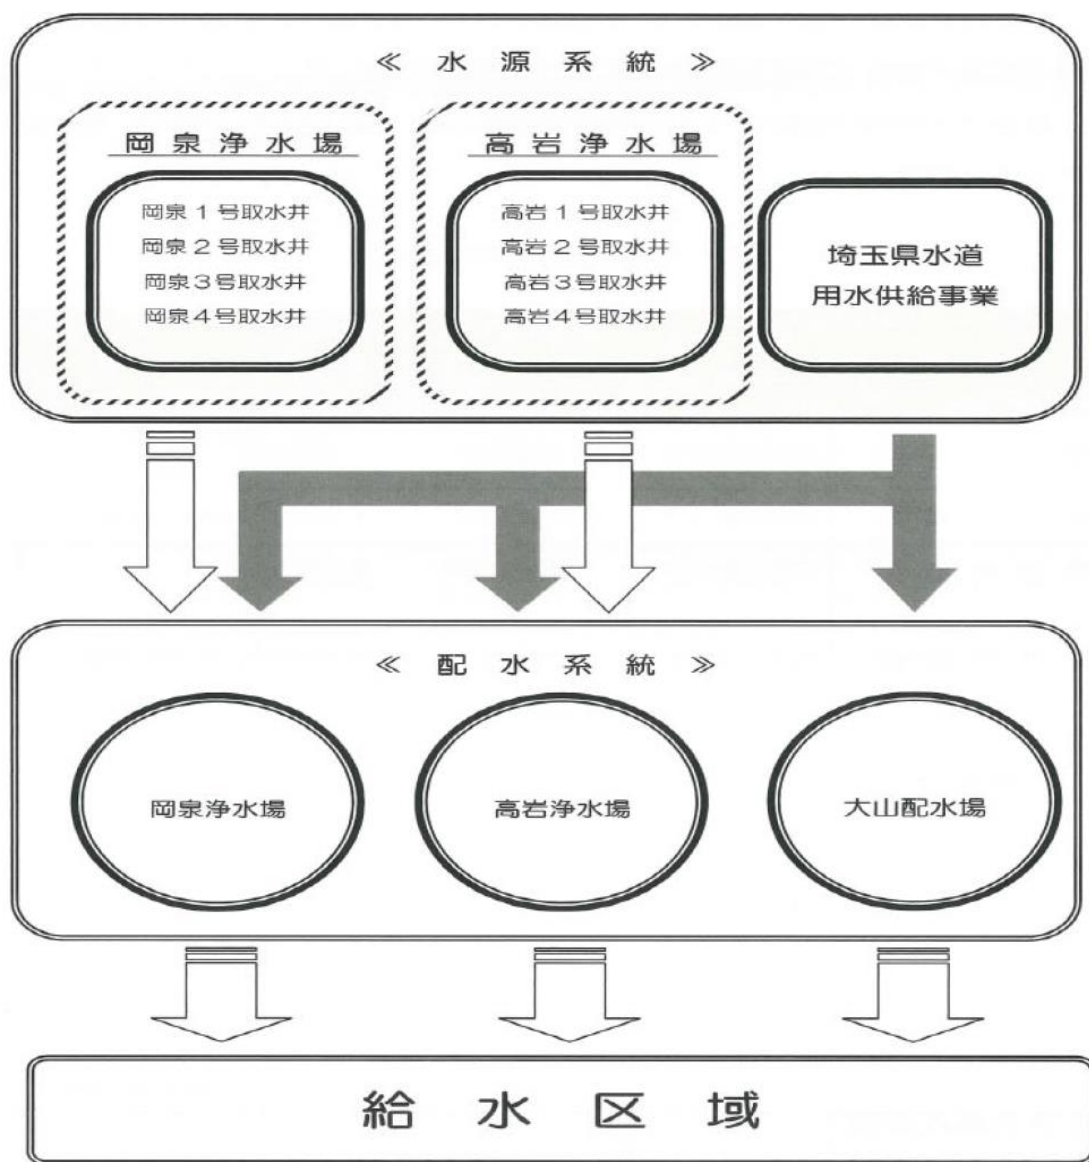 ≪ 水源系統 ≫
岡泉浄水場
岡泉1号取水井
岡泉2号取水井
岡泉3号取水井
岡泉4号取水井
高岩浄水場
高岩1号取水井
高岩2号取水井
高岩3号取水井
高岩4号取水井
埼玉県水道
用水供給事業
≪ 配水系統 ≫
岡泉浄水場
高岩浄水場
大山配水場
給水区域